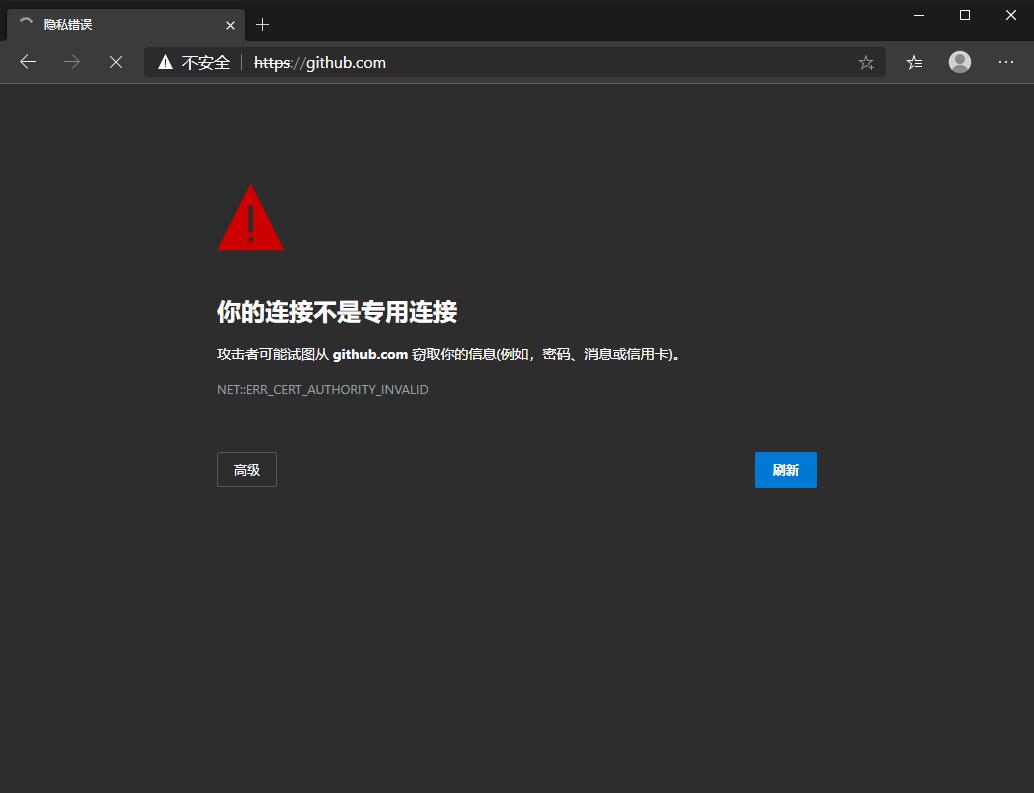 隐私错误
不安全 https://github.com
你的连接不是专用连接
攻击者可能试图从 github.com 窃取你的信息(例如，密码、消息或信用卡)。
NET::ERR_CERT_AUTHORITY_INVALID
高级 刷新